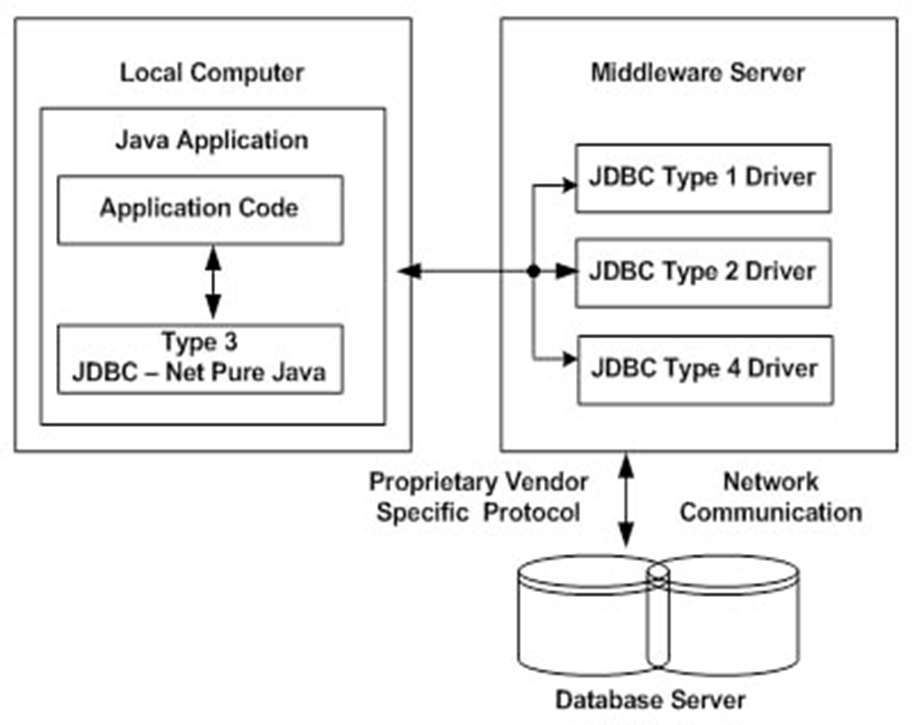 Local Computer
Java Application
Application Code
Type 3
JDBC – Net Pure Java
Middleware Server
JDBC Type 1 Driver
JDBC Type 2 Driver
JDBC Type 4 Driver
Proprietary Vendor
Specific Protocol
Network
Communication
Database Server